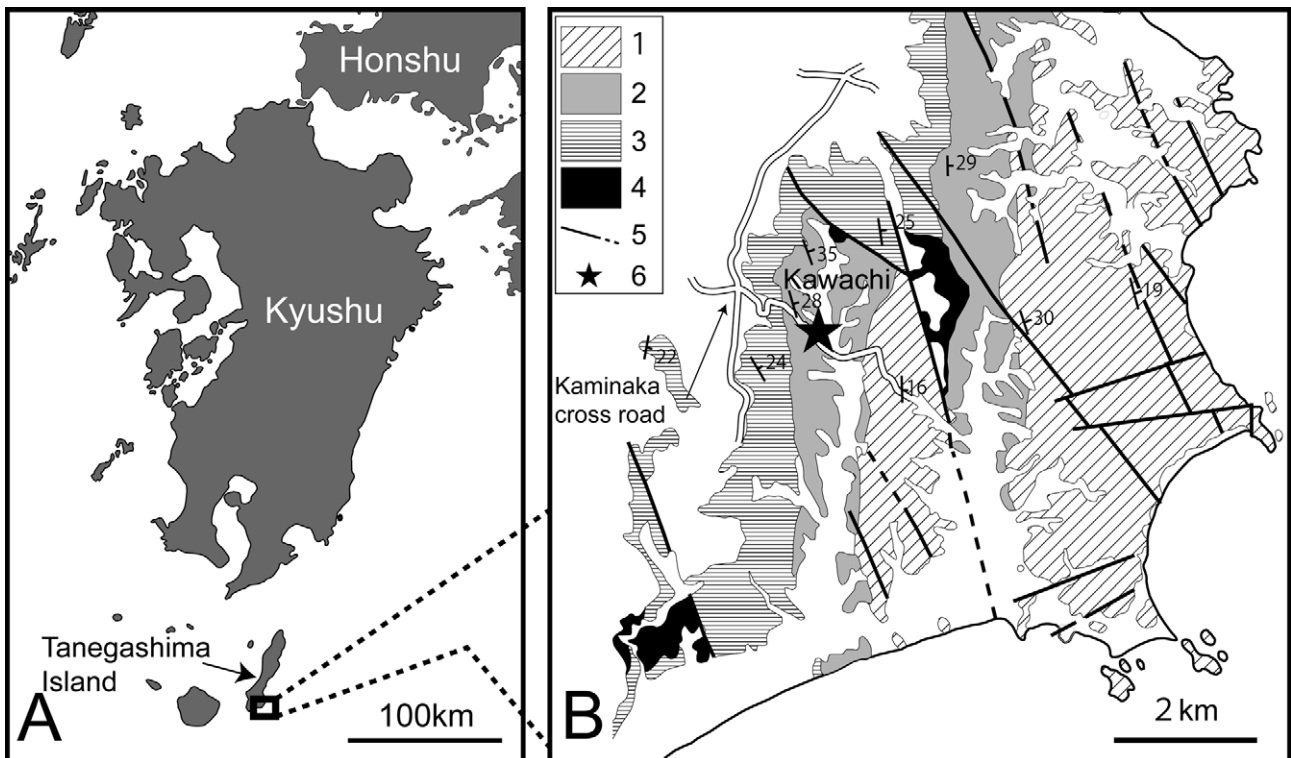 Honshu
Kyushu
Tanegashima
Island
A
100km
1
2
3
4
5
6
29
25
35
Kawachi
28
19
30
22
24
16
Kaminaka
cross road
B
2 km